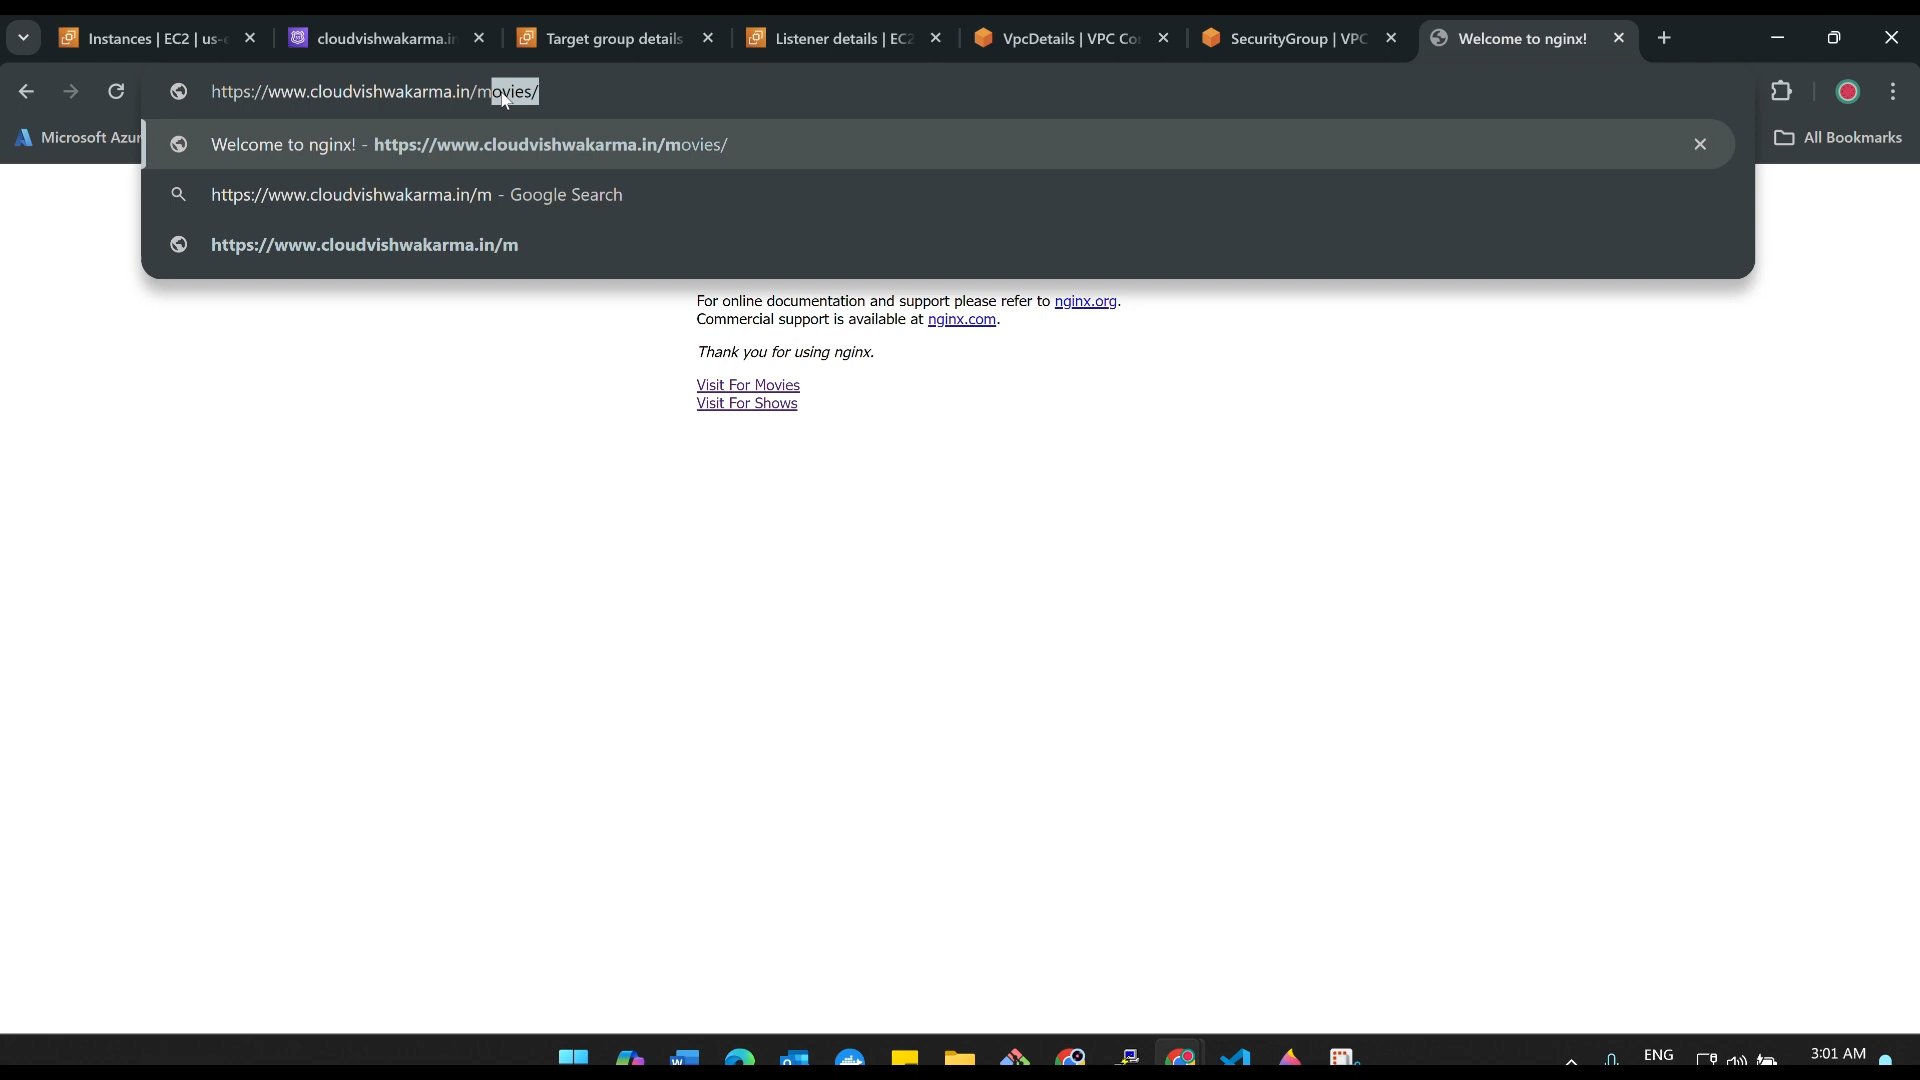 Instances | EC2 | us-e
cloudvishwakarma.in
Target group details
Listener details | EC2
VpcDetails | VPC Con
SecurityGroup | VPC
Welcome to nginx!
https://www.cloudvishwakarma.in/movies/
Microsoft Azur
All Bookmarks
Welcome to nginx! - https://www.cloudvishwakarma.in/movies/
https://www.cloudvishwakarma.in/m - Google Search
https://www.cloudvishwakarma.in/m
For online documentation and support please refer to nginx.org.
Commercial support is available at nginx.com.
Thank you for using nginx.
Visit For Movies
Visit For Shows
ENG
3:01 AM